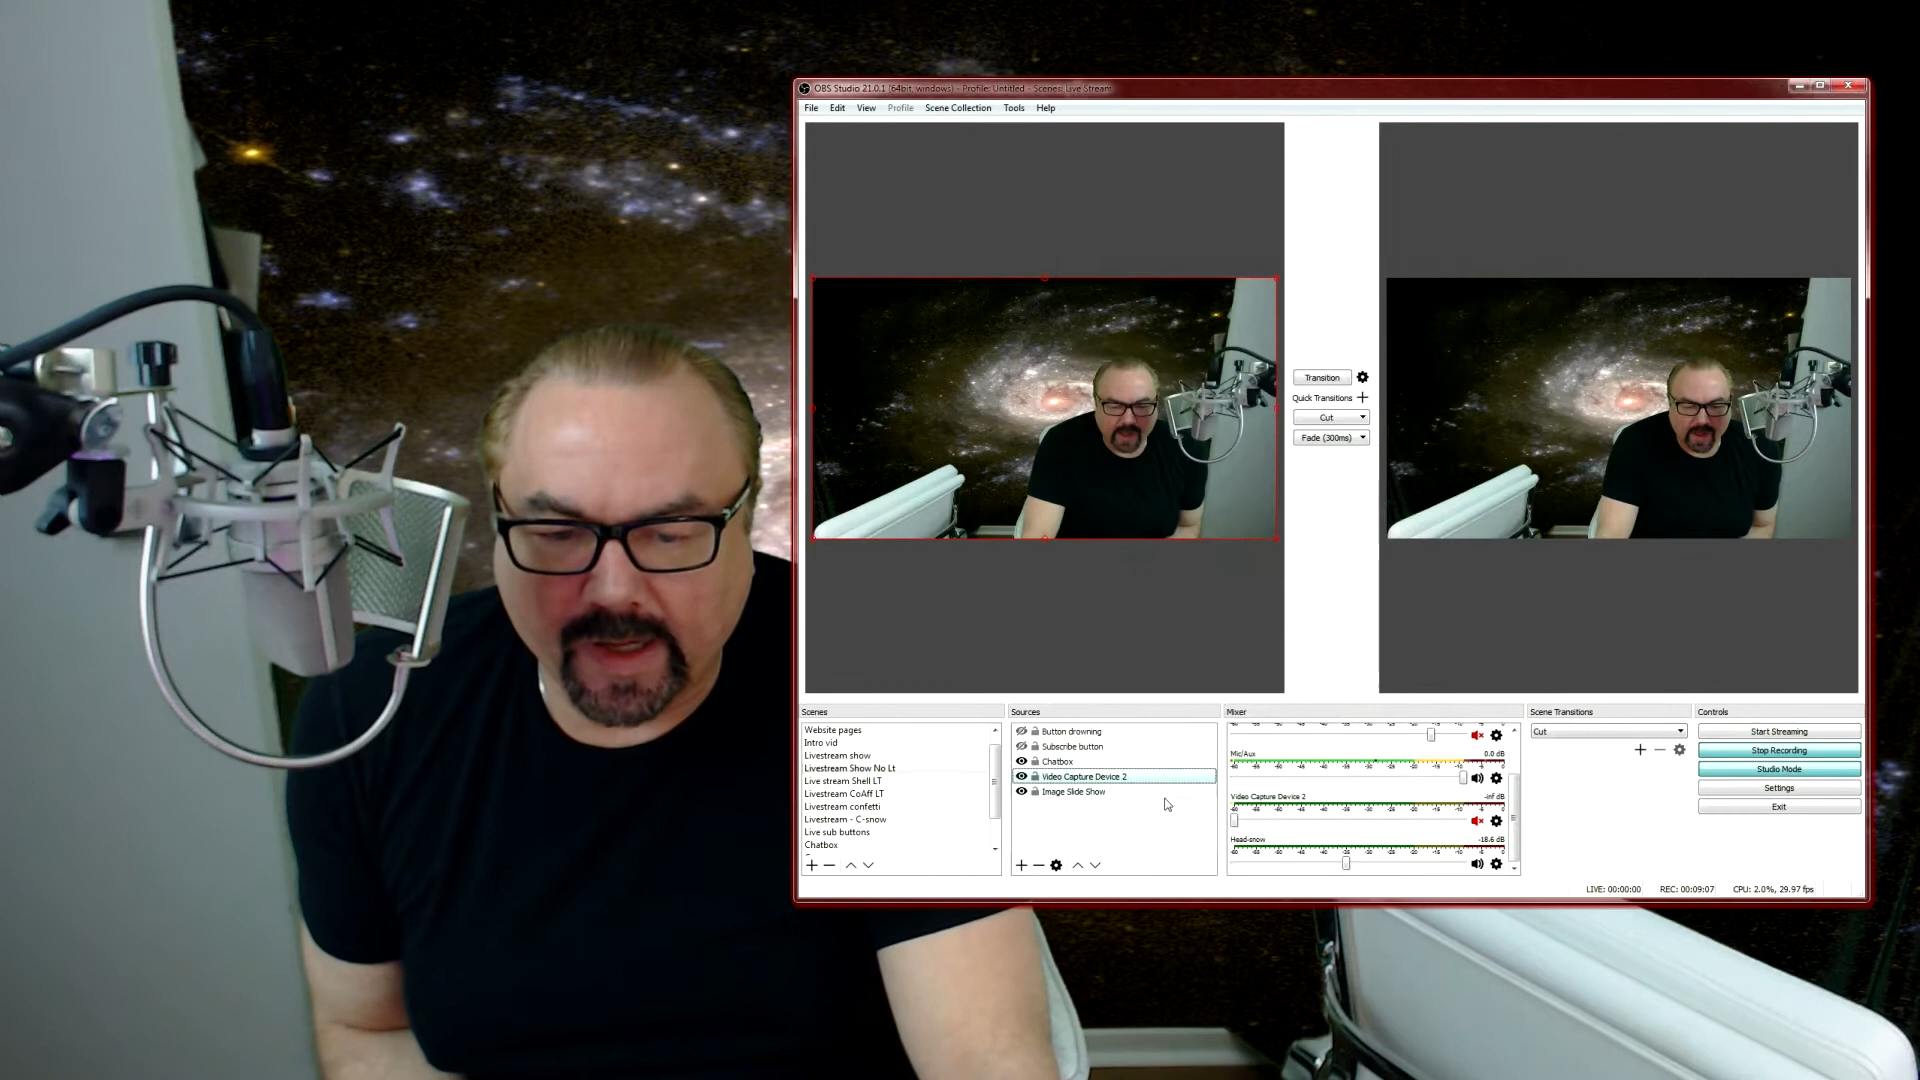 OBS Studio 21.0.1 (64bit, windows) - Profile: Untitled - Scenes: Live Stream
File Edit View Profile Scene Collection Tools Help
Transition
Quick Transitions
Cut
Fade (300ms)
Scenes
Website pages
Intro vid
Livestream show
Livestream Show No Lt
Live stream Shell LT
Livestream CoAff LT
Livestream confetti
Livestream - C-snow
Live sub buttons
Chatbox
Sources
Button drowning
Subscribe button
Chatbox
Video Capture Device 2
Image Slide Show
Mixer
Mic/Aux 0.0 dB
Video Capture Device 2 -inf dB
Head-snow -18.6 dB
Scene Transitions
Cut
Controls
Start Streaming
Stop Recording
Studio Mode
Settings
Exit
LIVE: 00:00:00 REC: 00:09:07 CPU: 2.0%, 29.97 fps